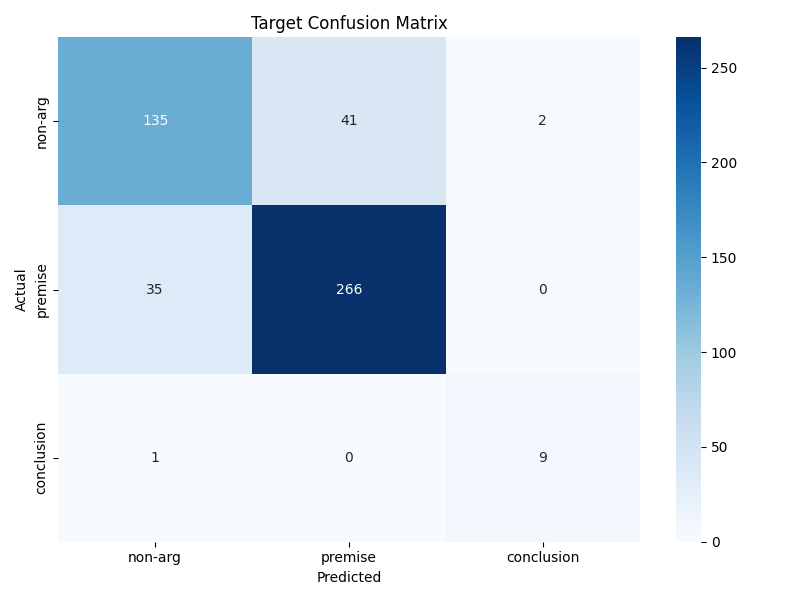 Target Confusion Matrix
Actual
non-arg
premise
conclusion
135 41 2
35 266 0
1 0 9
non-arg premise conclusion
Predicted
250
200
150
100
50
0